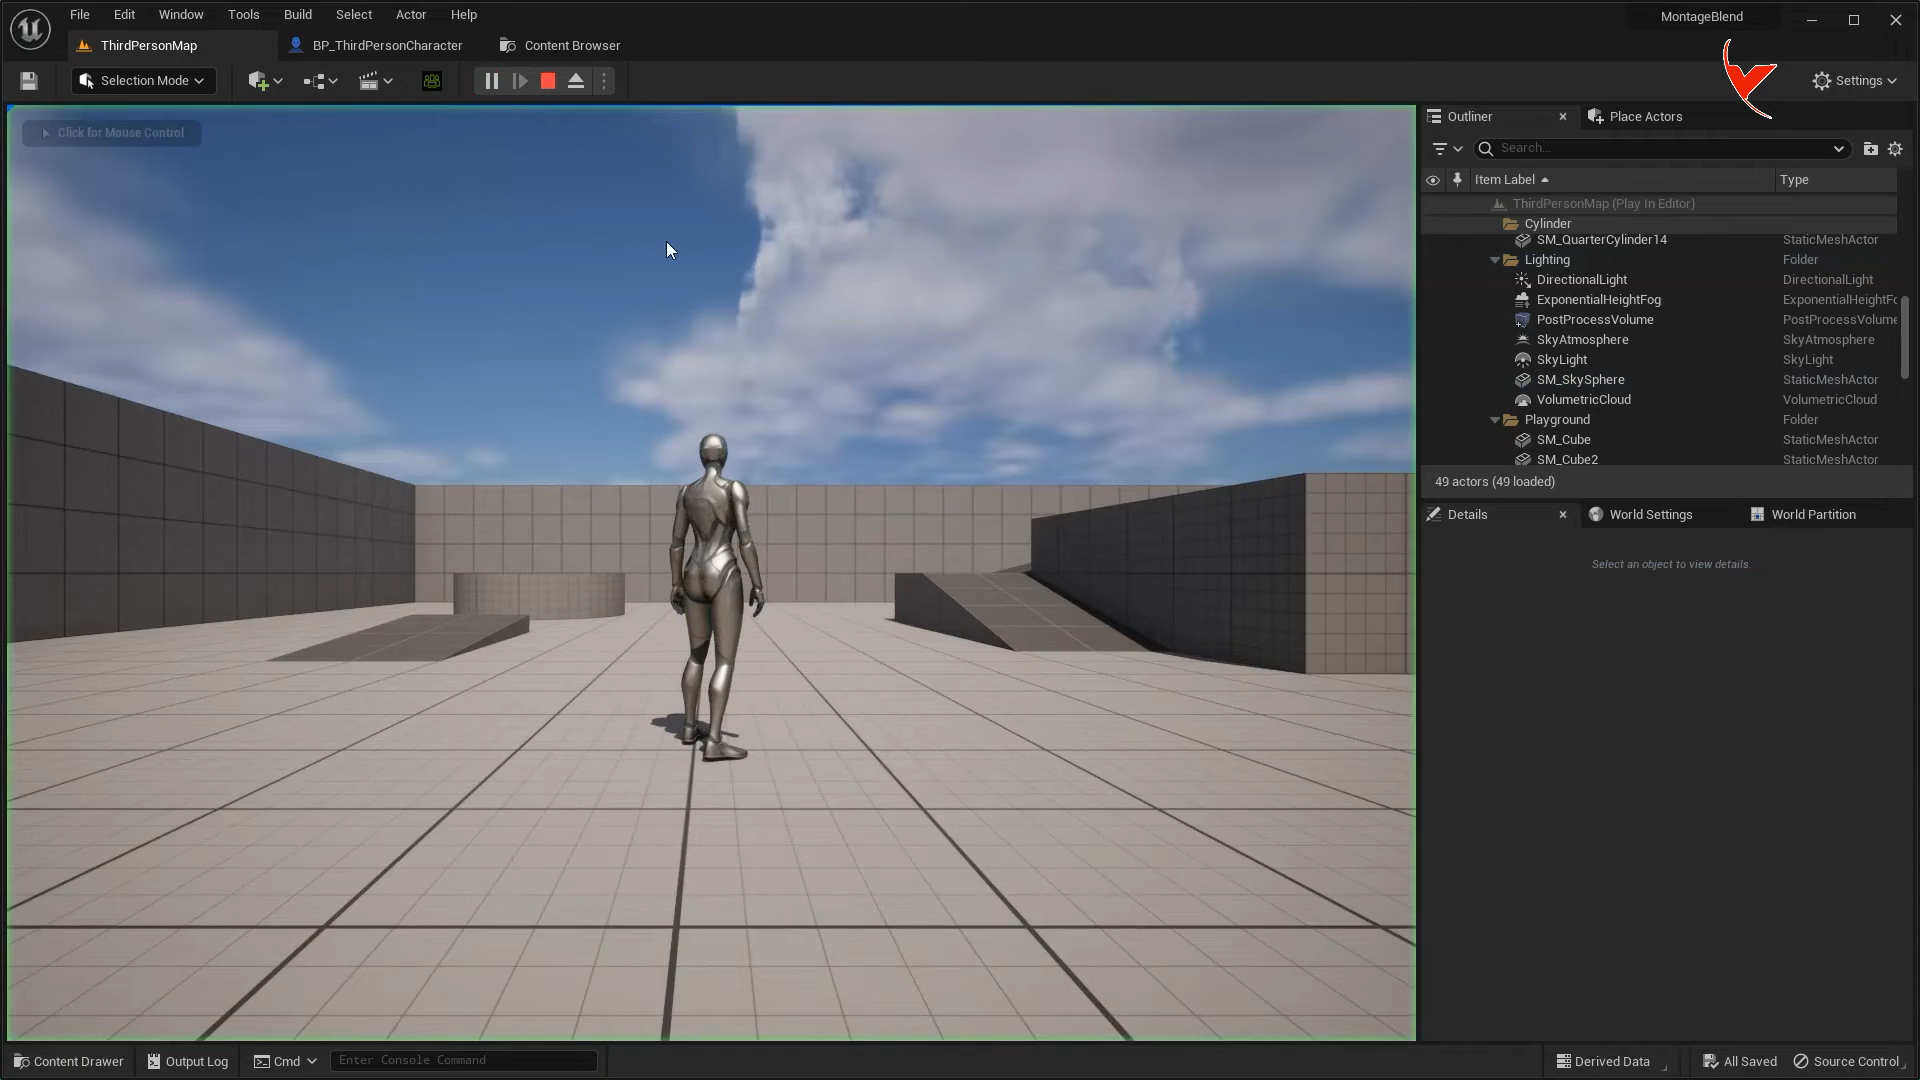 File Edit Window Tools Build Select Actor Help
MontageBlend
ThirdPersonMap
BP_ThirdPersonCharacter
Content Browser
Selection Mode
Settings
Click for Mouse Control
Outliner
Place Actors
Search...
Item Label
Type
ThirdPersonMap (Play In Editor)
Cylinder
SM_QuarterCylinder14 StaticMeshActor
Lighting Folder
DirectionalLight DirectionalLight
ExponentialHeightFog ExponentialHeightFo
PostProcessVolume PostProcessVolume
SkyAtmosphere SkyAtmosphere
SkyLight SkyLight
SM_SkySphere StaticMeshActor
VolumetricCloud VolumetricCloud
Playground Folder
SM_Cube StaticMeshActor
SM_Cube2 StaticMeshActor
49 actors (49 loaded)
Details
World Settings
World Partition
Select an object to view details.
Content Drawer
Output Log
Cmd
Enter Console Command
Derived Data
All Saved
Source Control